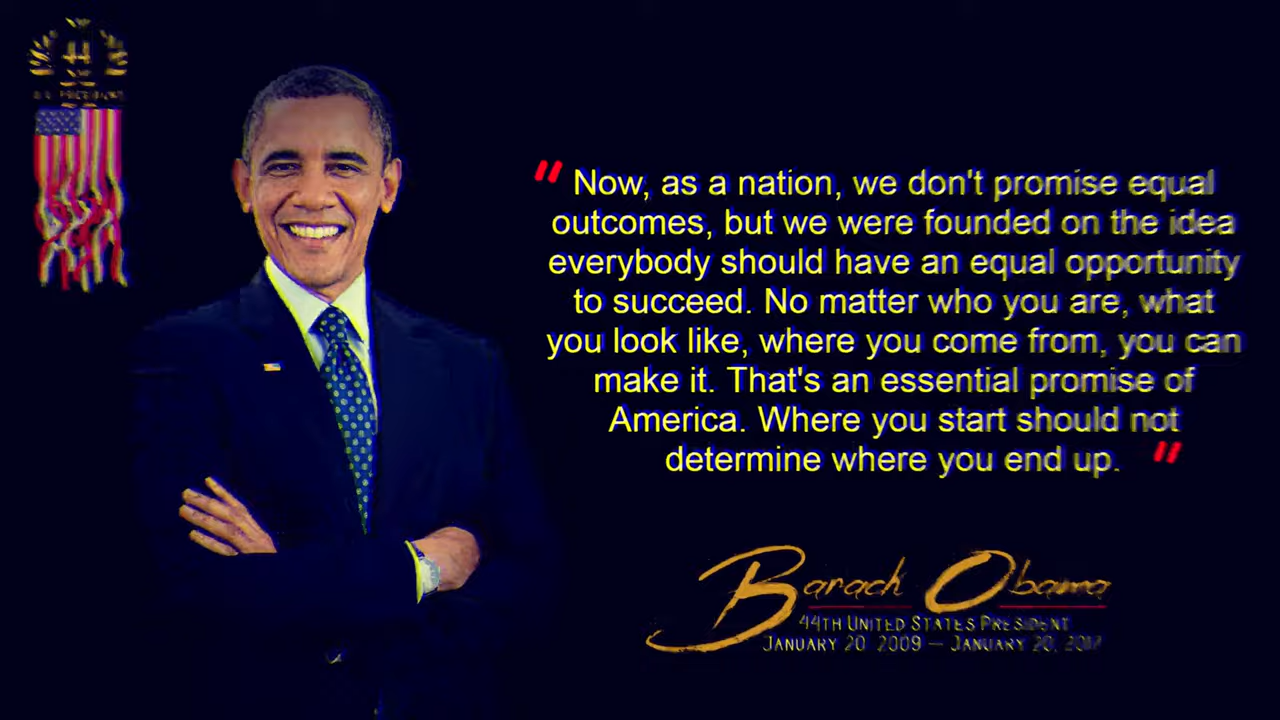 44
U.S. PRESIDENT
" Now, as a nation, we don't promise equal
outcomes, but we were founded on the idea
everybody should have an equal opportunity
to succeed. No matter who you are, what
you look like, where you come from, you can
make it. That's an essential promise of
America. Where you start should not
determine where you end up. "
Barack Obama
44TH UNITED STATES PRESIDENT
JANUARY 20, 2009 — JANUARY 20, 2017